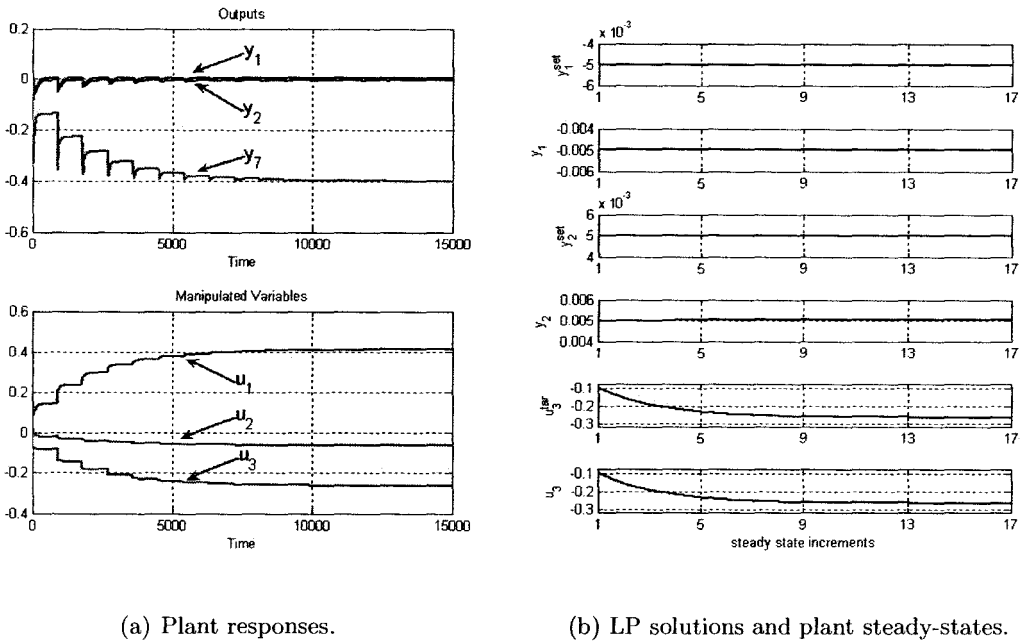 Outputs
0.2
0
-0.2
-0.4
-0.6
0
5000
10000
15000
Time
y1
y2
y7
Manipulated Variables
0.6
0.4
0.2
0
-0.2
-0.4
0
5000
10000
15000
Time
u1
u2
u3
(a) Plant responses.
x 10^-3
-4
-5
-6
y1^set
1 5 9 13 17
-0.004
-0.005
-0.006
y1
1 5 9 13 17
x 10^-3
6
5
4
y2^set
1 5 9 13 17
0.006
0.005
0.004
y2
1 5 9 13 17
-0.1
-0.2
-0.3
u3^tar
1 5 9 13 17
-0.1
-0.2
-0.3
u3
1 5 9 13 17
steady state increments
(b) LP solutions and plant steady-states.